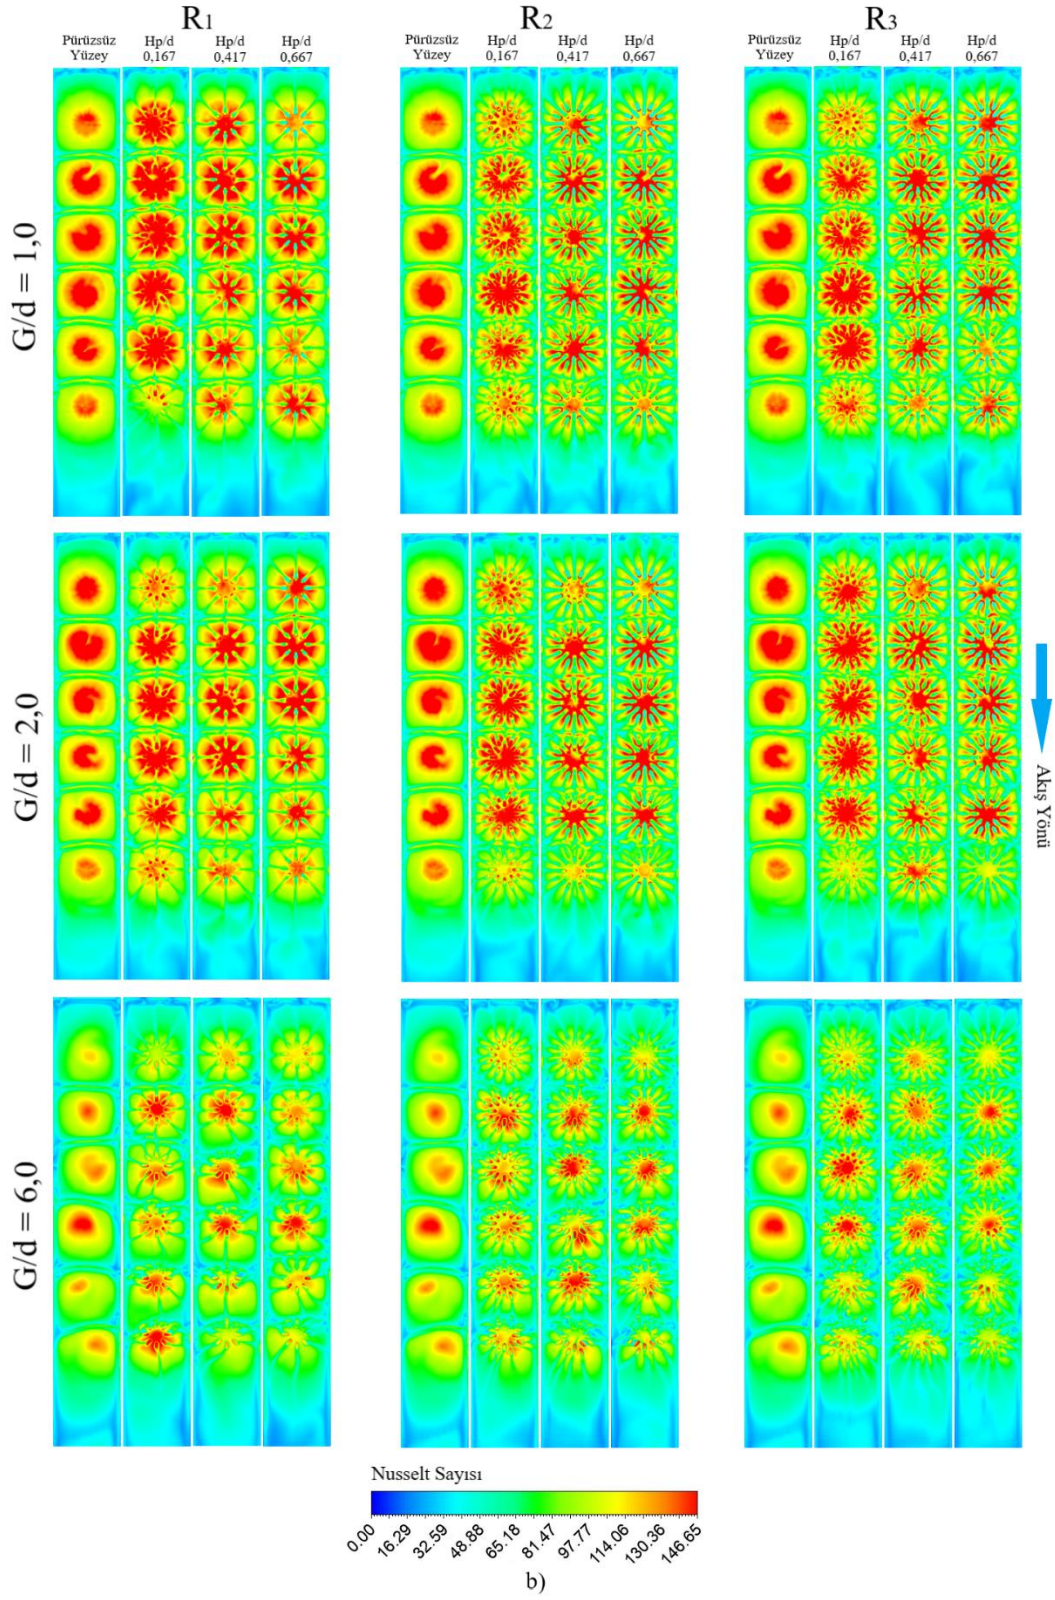 R1
R2
R3
Pürüzsüz Yüzey
Hp/d 0,167
Hp/d 0,417
Hp/d 0,667
Pürüzsüz Yüzey
Hp/d 0,167
Hp/d 0,417
Hp/d 0,667
Pürüzsüz Yüzey
Hp/d 0,167
Hp/d 0,417
Hp/d 0,667
G/d = 1,0
G/d = 2,0
Akış Yönü
G/d = 6,0
Nusselt Sayısı
0.00 16.29 32.59 48.88 65.18 81.47 97.77 114.06 130.36 146.65
b)